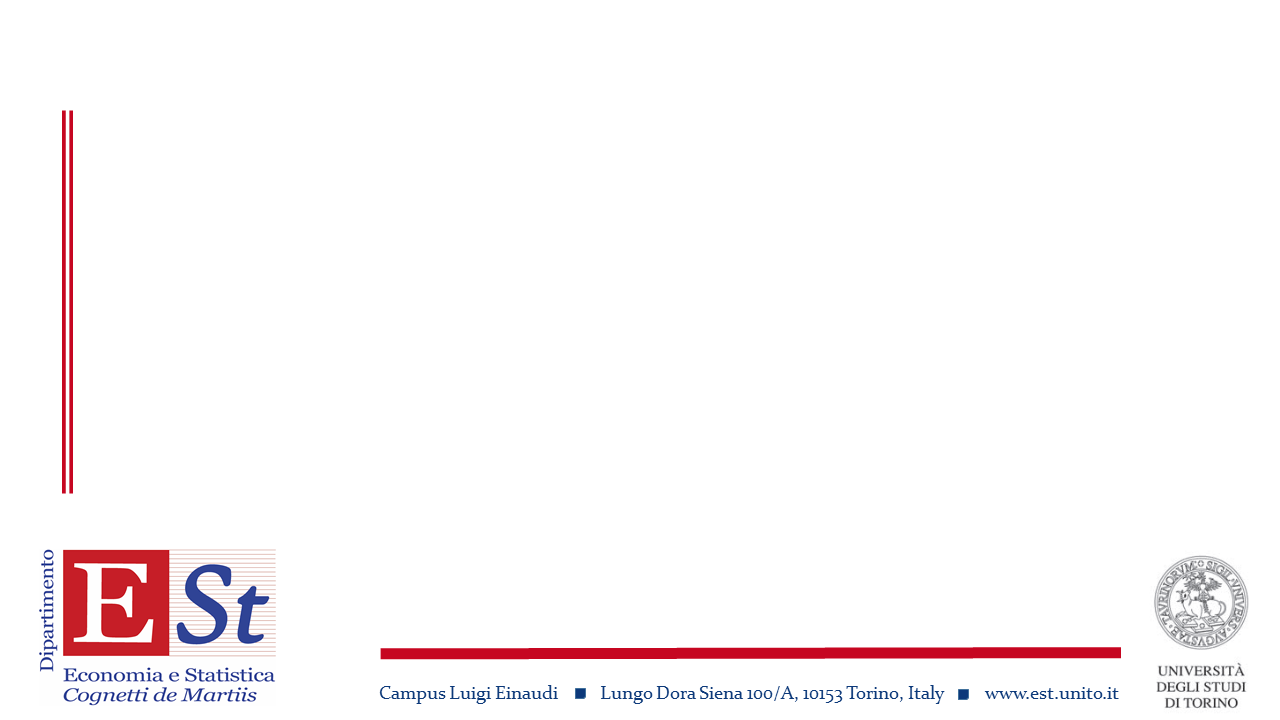 Dipartimento
ESt
Economia e Statistica
Cognetti de Martiis
Campus Luigi Einaudi ■ Lungo Dora Siena 100/A, 10153 Torino, Italy ■ www.est.unito.it
UNIVERSITÀ
DEGLI STUDI
DI TORINO